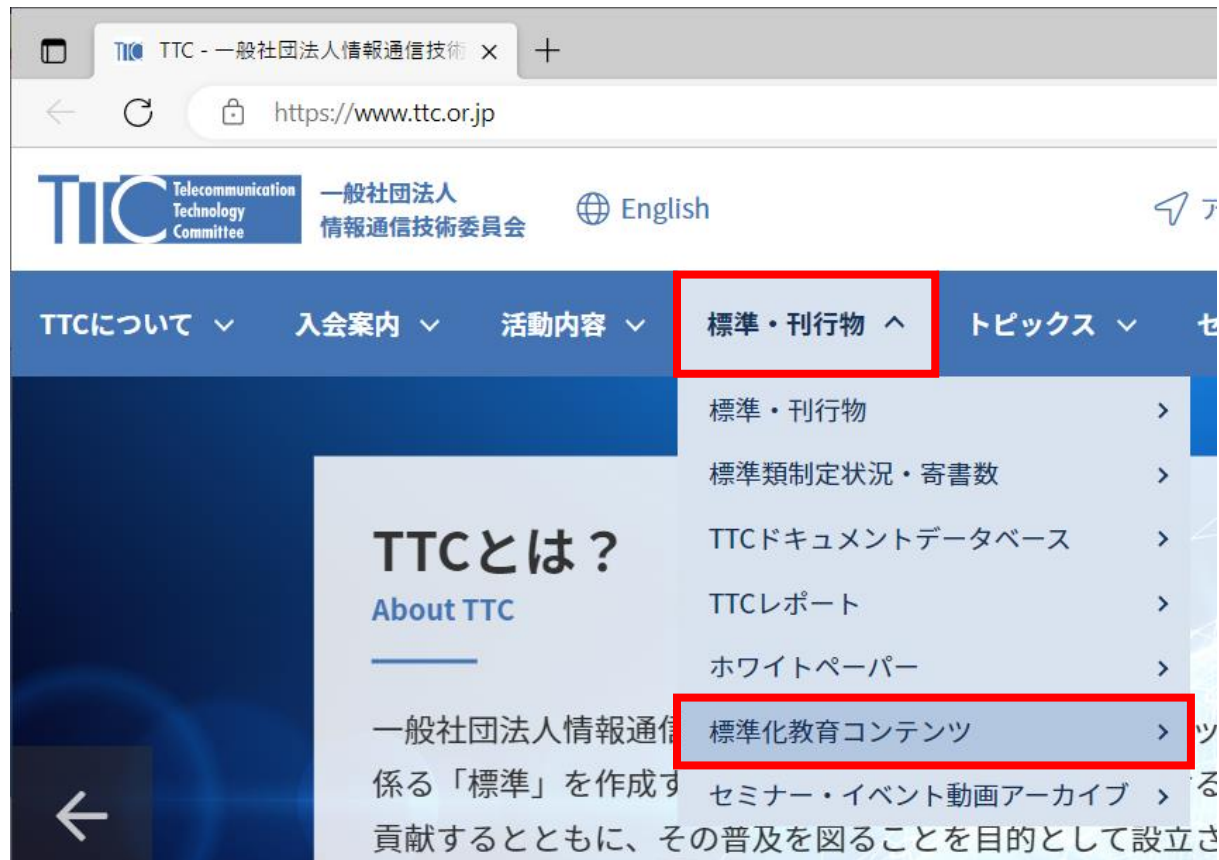 TTC - 一般社団法人情報通信技術
https://www.ttc.or.jp
TTC Telecommunication
Technology
Committee
一般社団法人
情報通信技術委員会
English
ア
TTCについて
入会案内
活動内容
標準・刊行物
トピックス
セ
標準・刊行物
標準類制定状況・寄書数
TTCドキュメントデータベース
TTCレポート
ホワイトペーパー
標準化教育コンテンツ
セミナー・イベント動画アーカイブ
TTCとは？
About TTC
一般社団法人情報通信
係る「標準」を作成す
る
貢献するとともに、その普及を図ることを目的として設立さ